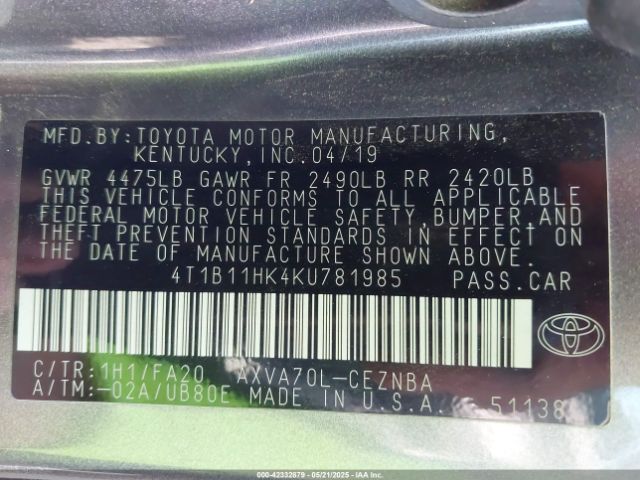 MFD.BY:TOYOTA MOTOR MANUFACTURING,
KENTUCKY,INC.04/19
GVWR 4475LB GAWR FR 2490LB RR 2420LB
THIS VEHICLE CONFORMS TO ALL APPLICABLE
FEDERAL MOTOR VEHICLE SAFETY,BUMPER,AND
THEFT PREVENTION STANDARDS IN EFFECT ON
THE DATE OF MANUFACTURE SHOWN ABOVE.
4T1B11HK4KU781985 PASS.CAR
C/TR:1H1/FA20 AXVA70L-CEZNBA
A/TM:-02A/UB80E MADE IN U.S.A. 51138
00-42332679 - 05/21/2025 - IAAI.COM